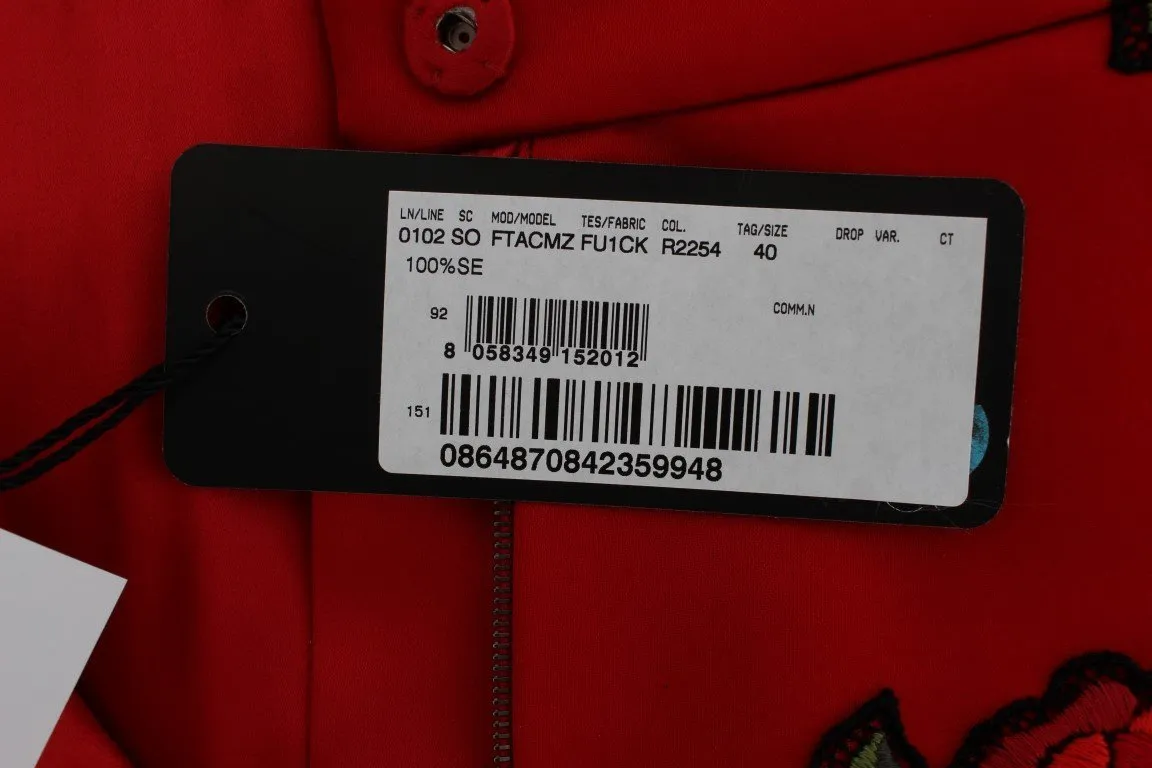 LN/LINE SC MOD/MODEL TES/FABRIC COL. TAG/SIZE DROP VAR. CT
0102 SO FTACMZ FU1CK R2254 40
100%SE
COMM.N
92
8 058349 152012
151
0864870842359948